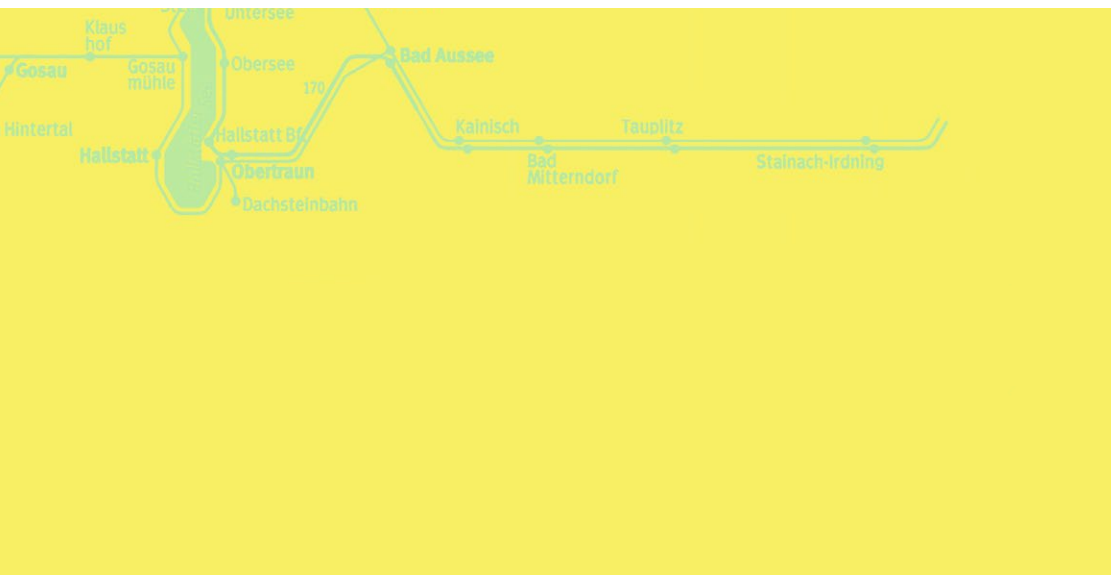 Untersee
Klaus
hof
Bad Aussee
Obersee
Gosau
mühle
Gosau
170
Hintertal
Hallstatt Bf.
Kainisch
Tauplitz
Hallstatt
Bad
Mitterndorf
Stainach-Irdning
Obertraun
Dachsteinbahn